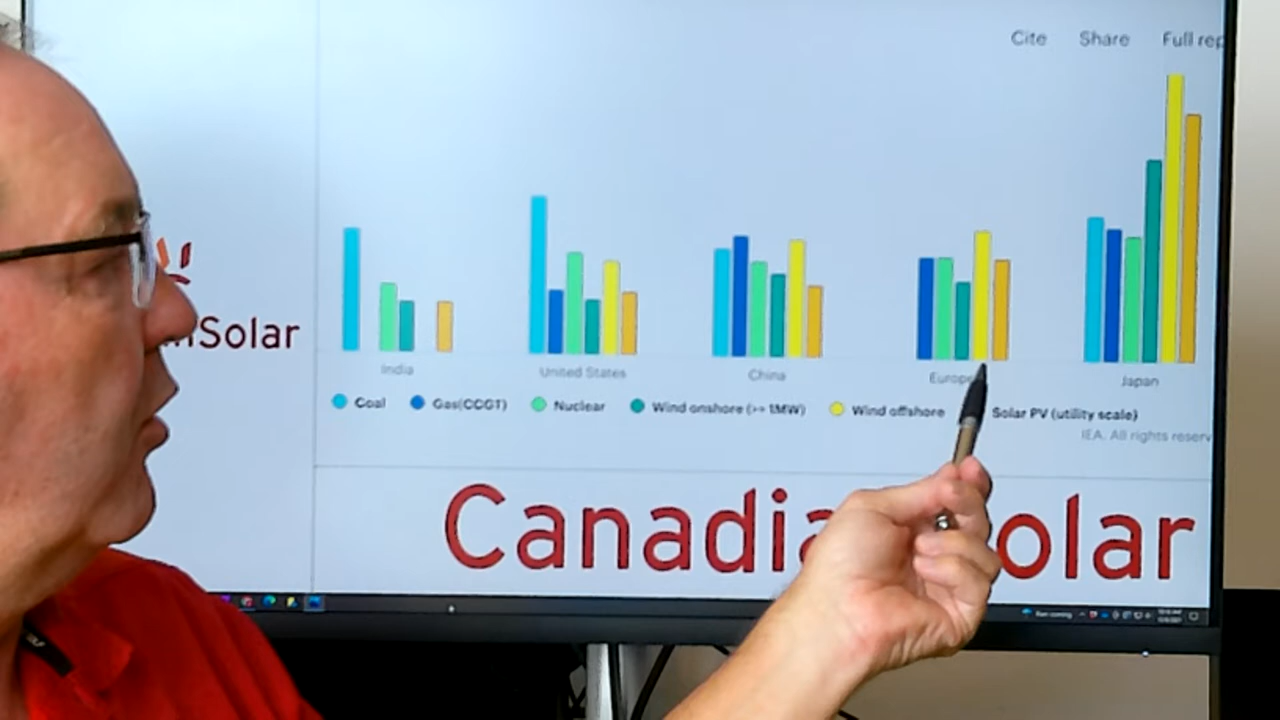 Cite Share Full rep
Solar
India United States China Europe Japan
Coal Gas(CCGT) Nuclear Wind onshore (>= 1MW) Wind offshore Solar PV (utility scale)
IEA. All rights reserv
Canadia olar